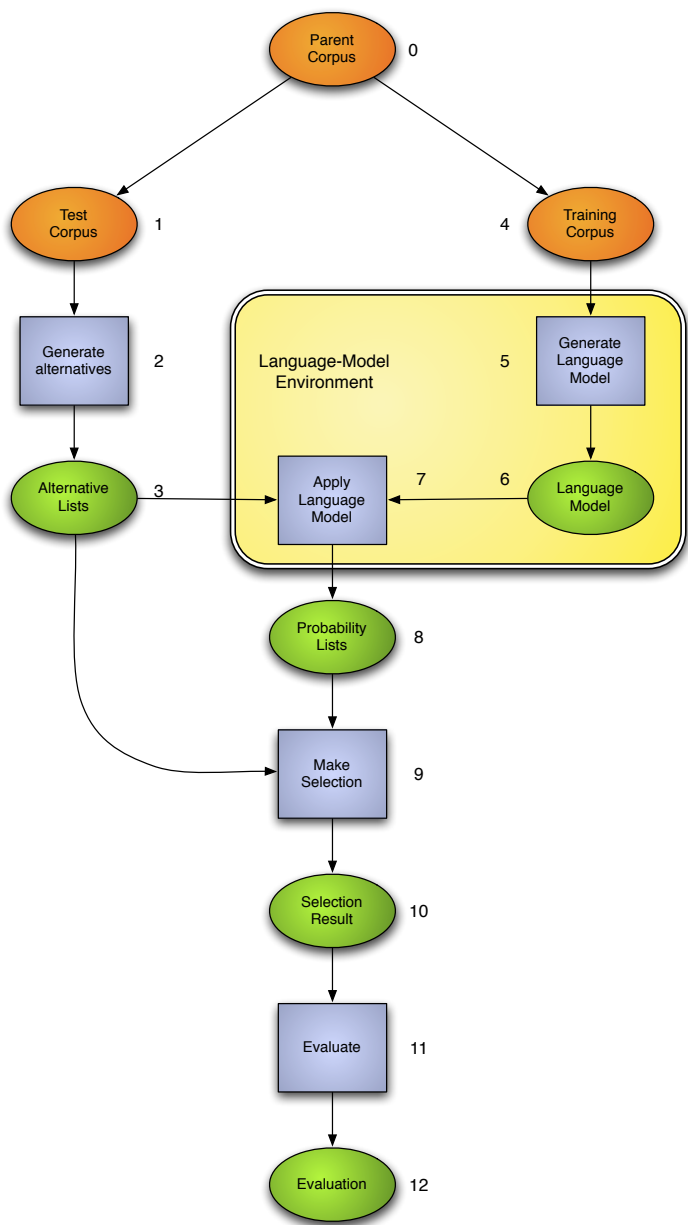 Parent
Corpus
0
Test
Corpus
1
4
Training
Corpus
Generate
alternatives
2
Language-Model
Environment
5
Generate
Language
Model
Alternative
Lists
3
Apply
Language
Model
7
6
Language
Model
Probability
Lists
8
Make
Selection
9
Selection
Result
10
Evaluate
11
Evaluation
12